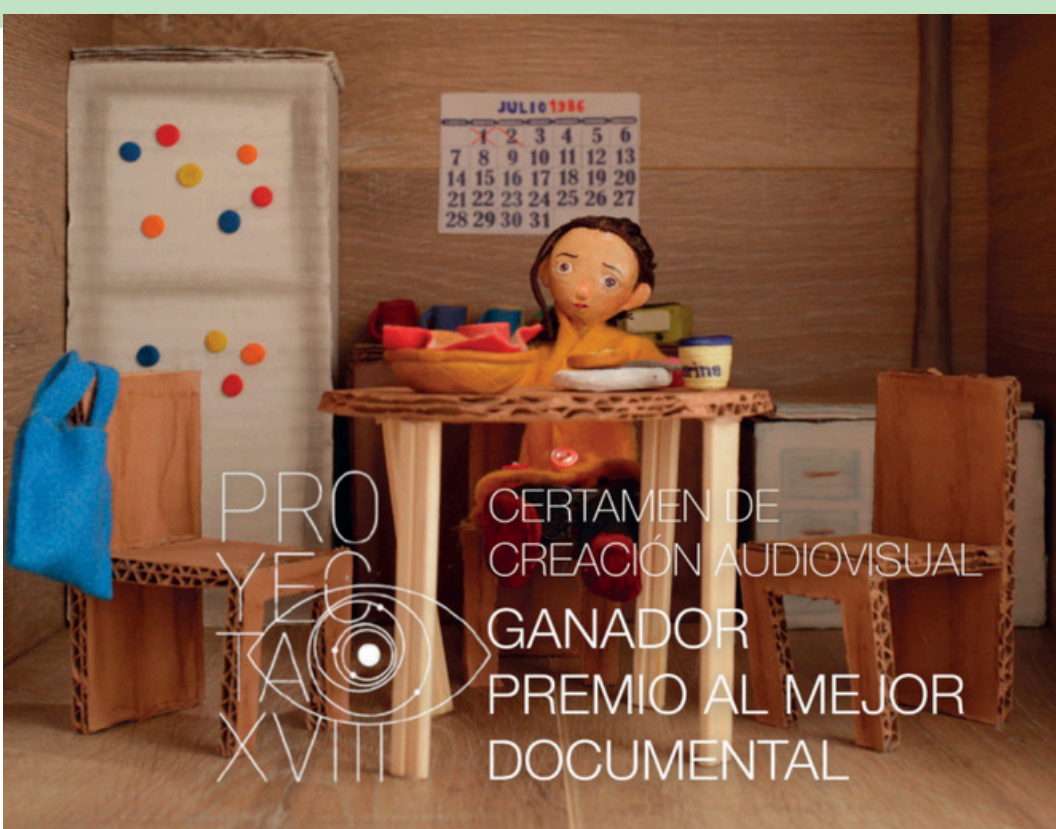 JULIO 1986
1 2 3 4 5 6
7 8 9 10 11 12 13
14 15 16 17 18 19 20
21 22 23 24 25 26 27
28 29 30 31
PRO
YEC
TA
XVIII
CERTAMEN DE
CREACIÓN AUDIOVISUAL
GANADOR
PREMIO AL MEJOR
DOCUMENTAL